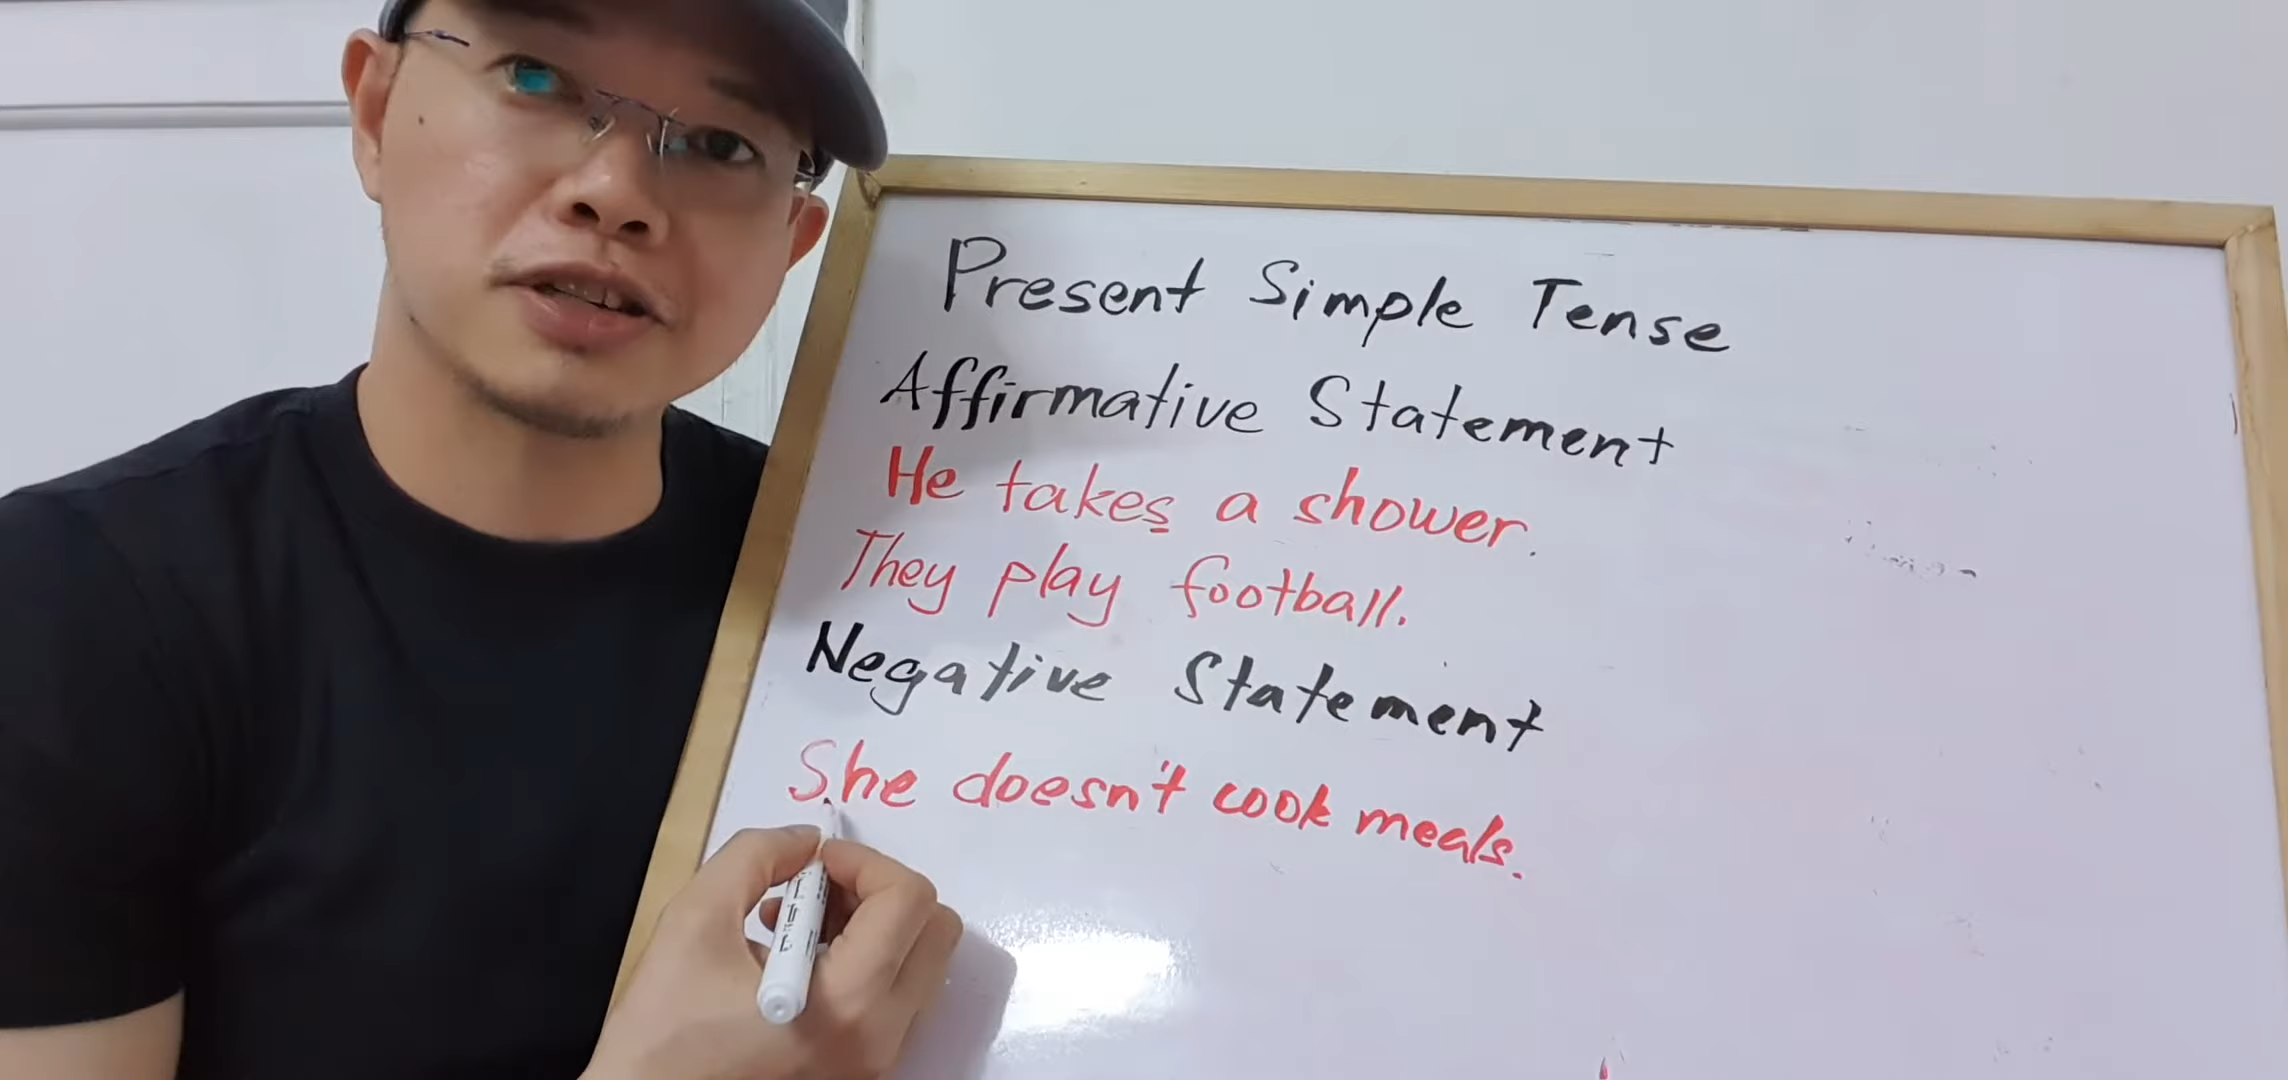 Present Simple Tense
Affirmative Statement
He takes a shower.
They play football.
Negative Statement
She doesn't cook meals.